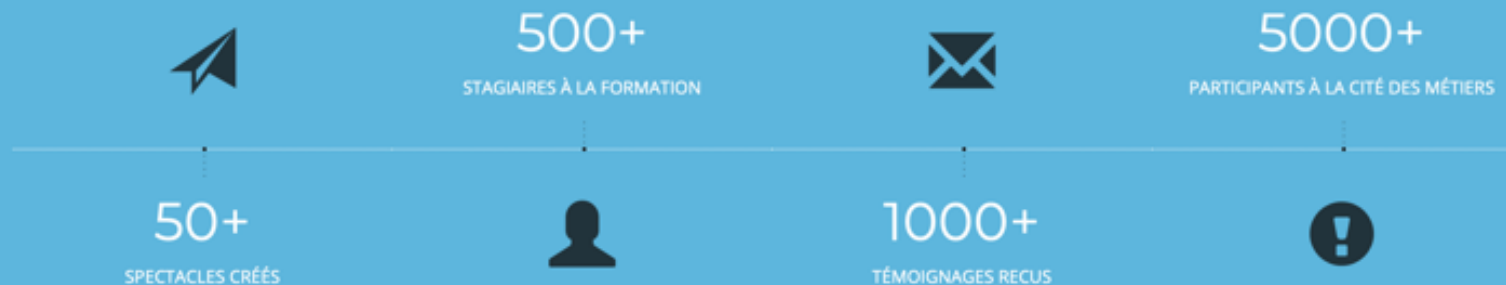 500+
STAGIAIRES À LA FORMATION
5000+
PARTICIPANTS À LA CITÉ DES MÉTIERS
50+
SPECTACLES CRÉÉS
1000+
TÉMOIGNAGES RECUS